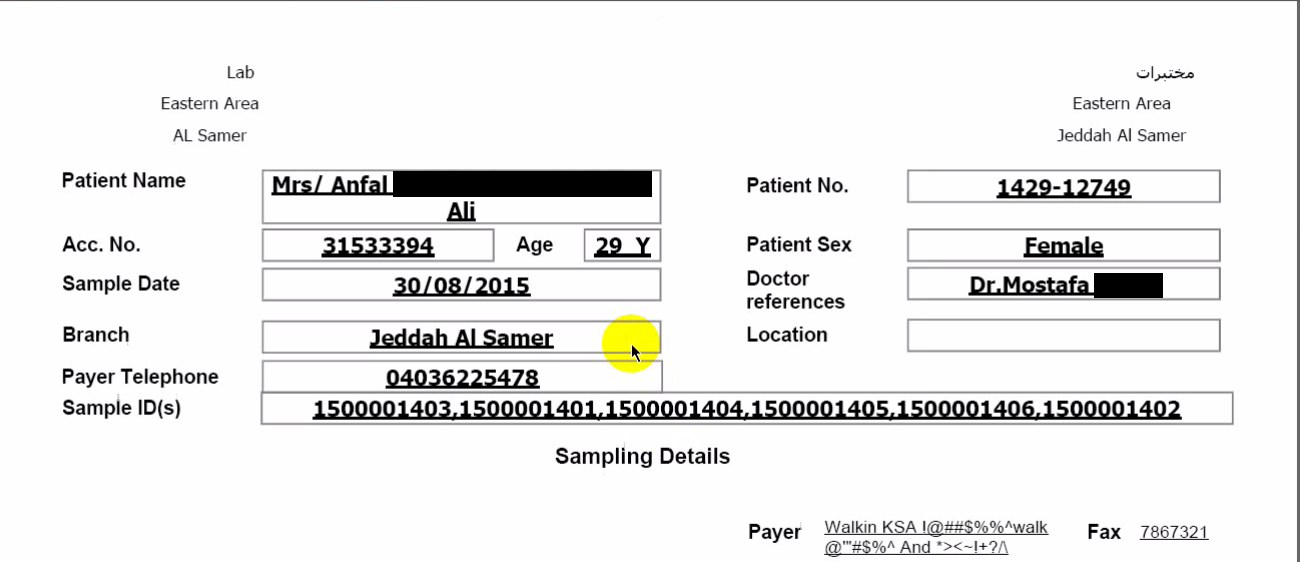 Lab
مختبرات
Eastern Area
Eastern Area
AL Samer
Jeddah Al Samer
Patient Name
Mrs/ Anfal
Ali
Patient No.
1429-12749
Acc. No.
31533394
Age
29 Y
Patient Sex
Female
Sample Date
30/08/2015
Doctor
references
Dr.Mostafa
Branch
Jeddah Al Samer
Location
Payer Telephone
04036225478
Sample ID(s)
1500001403,1500001401,1500001404,1500001405,1500001406,1500001402
Sampling Details
Payer
Walkin KSA !@##$%%^walk
@'"#$%^ And *><~!+?/\
Fax
7867321